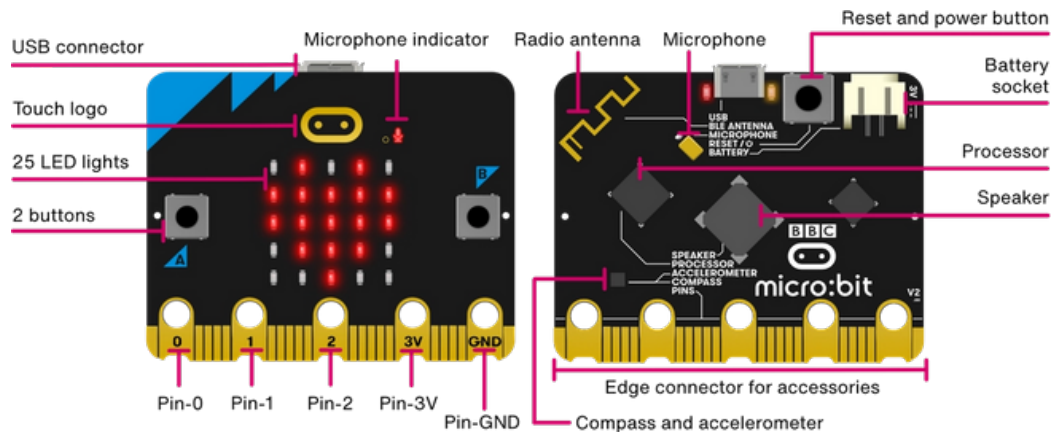 USB connector
Microphone indicator
Touch logo
25 LED lights
2 buttons
A
B
0
1
2
3V
GND
Pin-0
Pin-1
Pin-2
Pin-3V
Pin-GND
Radio antenna
Microphone
Reset and power button
Battery
socket
Processor
Speaker
3V
USB
BLE ANTENNA
MICROPHONE
RESET / ⏻
BATTERY
SPEAKER
PROCESSOR
ACCELEROMETER
COMPASS
PINS
BBC
micro:bit
V2
Edge connector for accessories
Compass and accelerometer